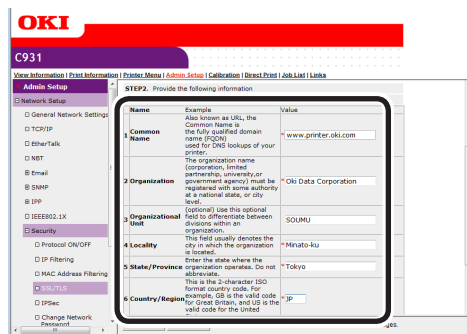 OKI
C931
View Information | Print Information | Printer Menu | Admin Setup | Calibration | Direct Print | Job List | Links
Admin Setup
Network Setup
General Network Settings
TCP/IP
EtherTalk
NBT
Email
SNMP
IPP
IEEE802.1X
Security
Protocol ON/OFF
IP Filtering
MAC Address Filtering
SSL/TLS
IPSec
Change Network
Password
STEP2. Provide the following information
Name Example Value
1 Common Name
Also known as URL, the
Common Name is
the fully qualified domain
name (FQDN)
used for DNS lookups of your
printer.
* www.printer.oki.com
2 Organization
The organization name
(corporation, limited
partnership, university,or
government agency) must be
registered with some authority
at a national state, or city
level.
* Oki Data Corporation
3 Organizational Unit
(optional) Use this optional
field to differentiate between
divisions within an
organization.
SOUMU
4 Locality
This field usually denotes the
city in which the organization
is located.
* Minato-ku
5 State/Province
Enter the state where the
organization operates. Do not
abbreviate.
* Tokyo
6 Country/Region
This is the 2-character ISO
format country code. For
example, GB is the valid code
for Great Britain, and US is the
valid code for the United
* JP
ges.